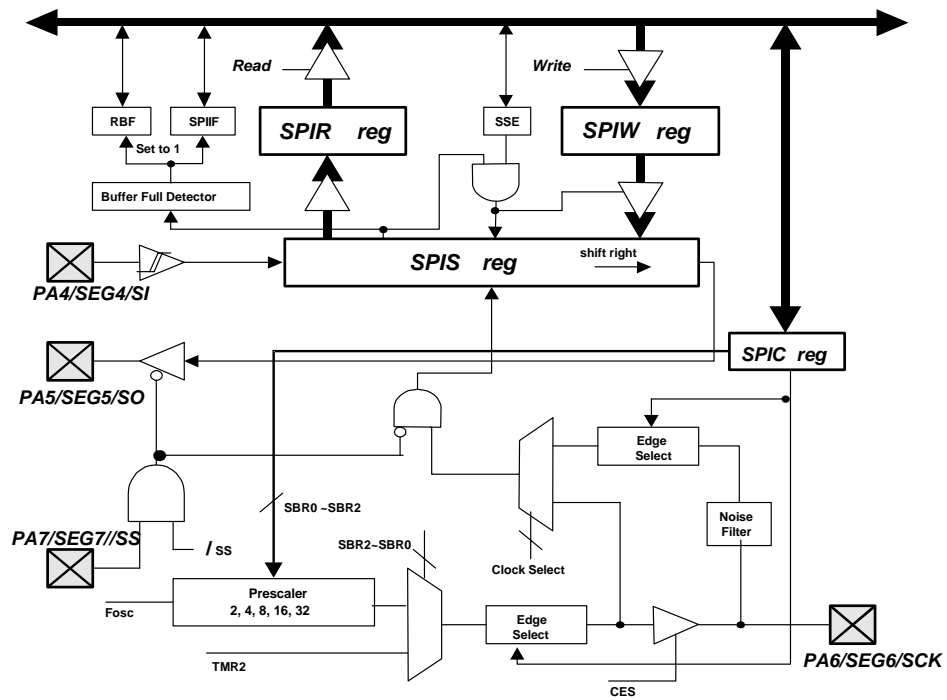 Read
Write
RBF
SPIIF
SPIR reg
SSE
SPIW reg
Set to 1
Buffer Full Detector
SPIS reg
shift right
PA4/SEG4/SI
SPIC reg
PA5/SEG5/SO
Edge
Select
SBR0 ~SBR2
Noise
Filter
PA7/SEG7//SS
/ SS
SBR2~SBR0
Clock Select
Prescaler
2, 4, 8, 16, 32
Fosc
Edge
Select
TMR2
PA6/SEG6/SCK
CES